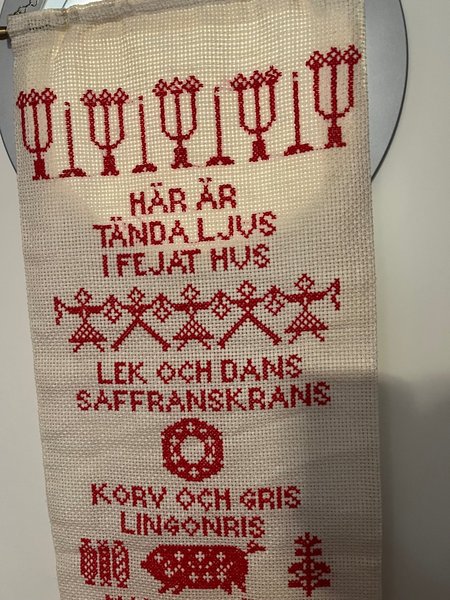 HÄR ÄR
TÄNDA LJUS
I FEJAT HUS
LEK OCH DANS
SAFFRANSKRANS
KORV OCH GRIS
LINGONRIS